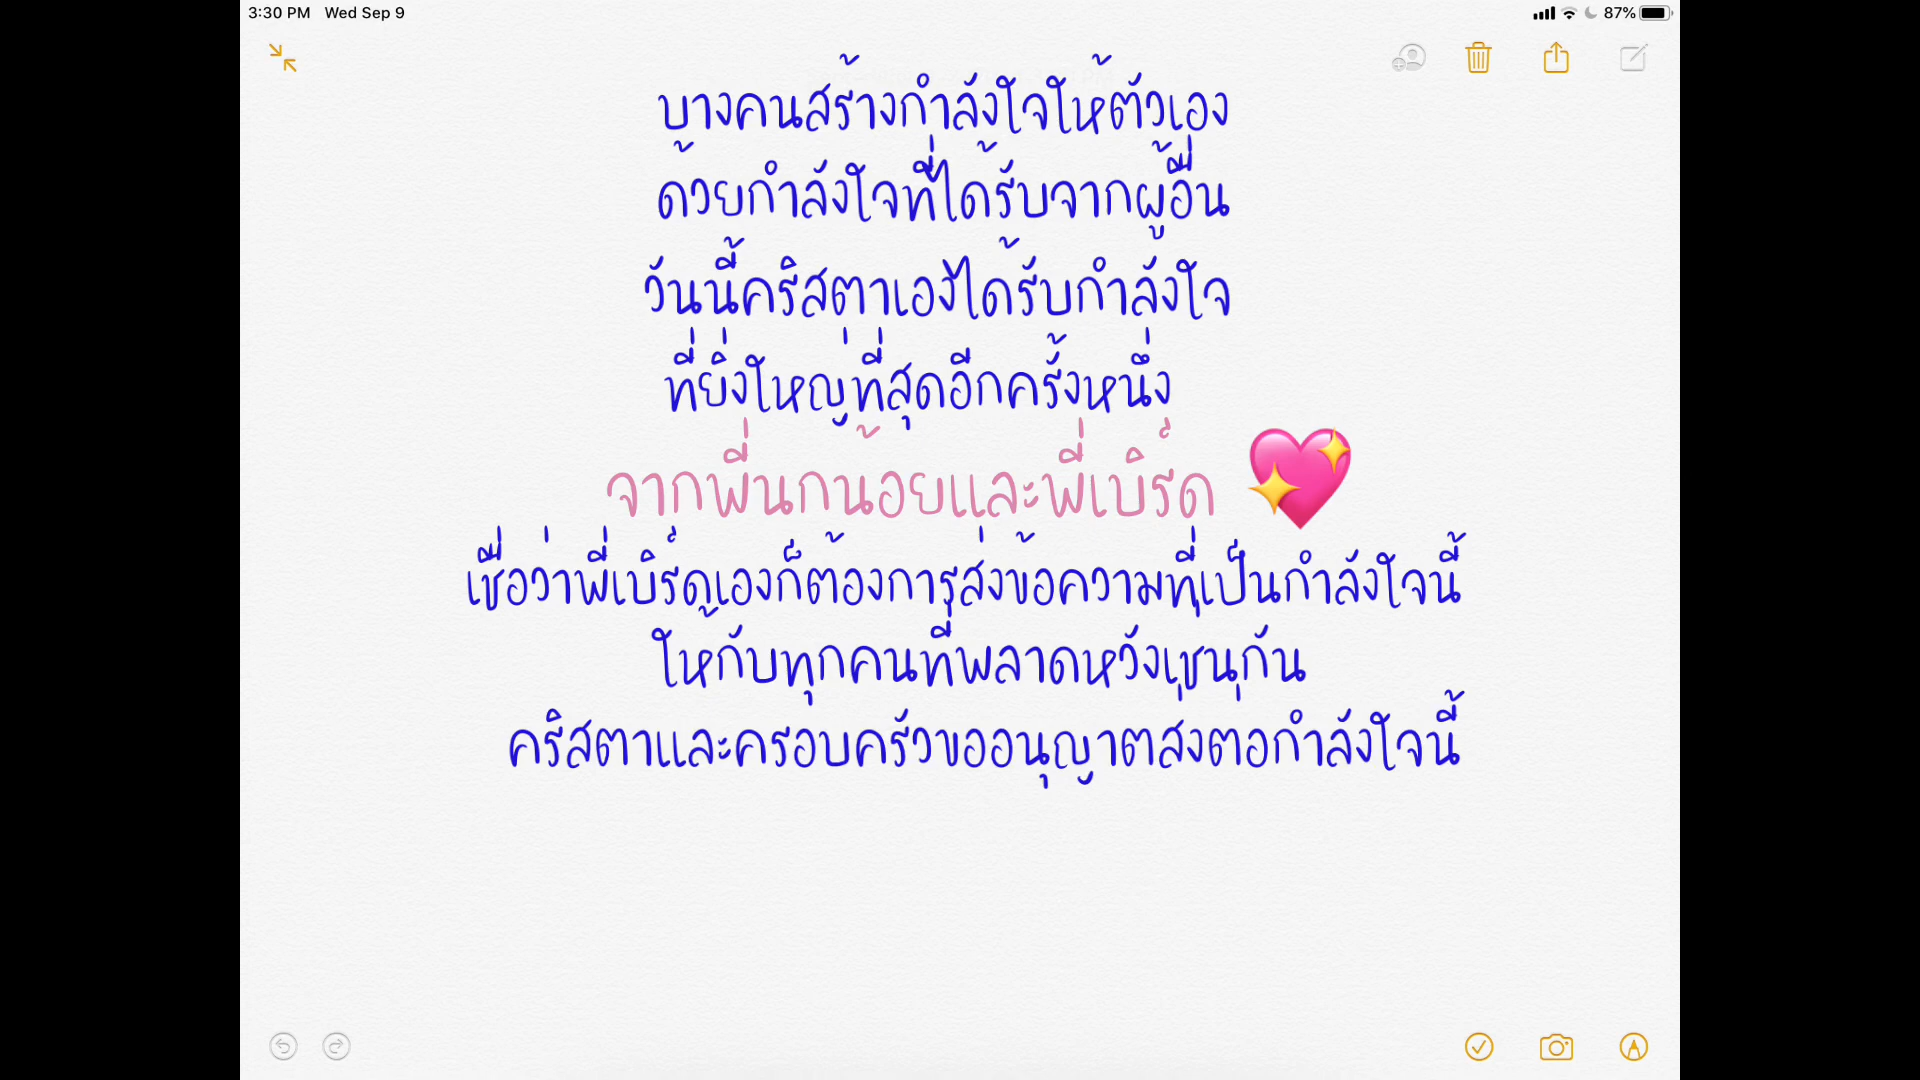 3:30 PM Wed Sep 9
87%
บางคนสร้างกำลังใจให้ตัวเอง
ด้วยกำลังใจที่ได้รับจากผู้อื่น
วันนี้คริสตาเองได้รับกำลังใจ
ที่ยิ่งใหญ่ที่สุดอีกครั้งหนึ่ง
จากพี่นกน้อยและพี่เบิร์ด 💖
เชื่อว่าพี่เบิร์ดเองก็ต้องการส่งข้อความที่เป็นกำลังใจนี้
ให้กับทุกคนที่พลาดหวังเช่นกัน
คริสตาและครอบครัวขออนุญาตส่งต่อกำลังใจนี้